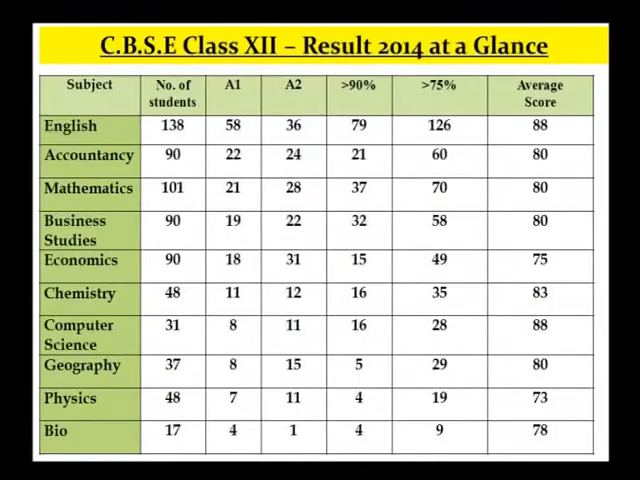 C.B.S.E Class XII – Result 2014 at a Glance
Subject No. of students A1 A2 >90% >75% Average Score
English 138 58 36 79 126 88
Accountancy 90 22 24 21 60 80
Mathematics 101 21 28 37 70 80
Business Studies 90 19 22 32 58 80
Economics 90 18 31 15 49 75
Chemistry 48 11 12 16 35 83
Computer Science 31 8 11 16 28 88
Geography 37 8 15 5 29 80
Physics 48 7 11 4 19 73
Bio 17 4 1 4 9 78